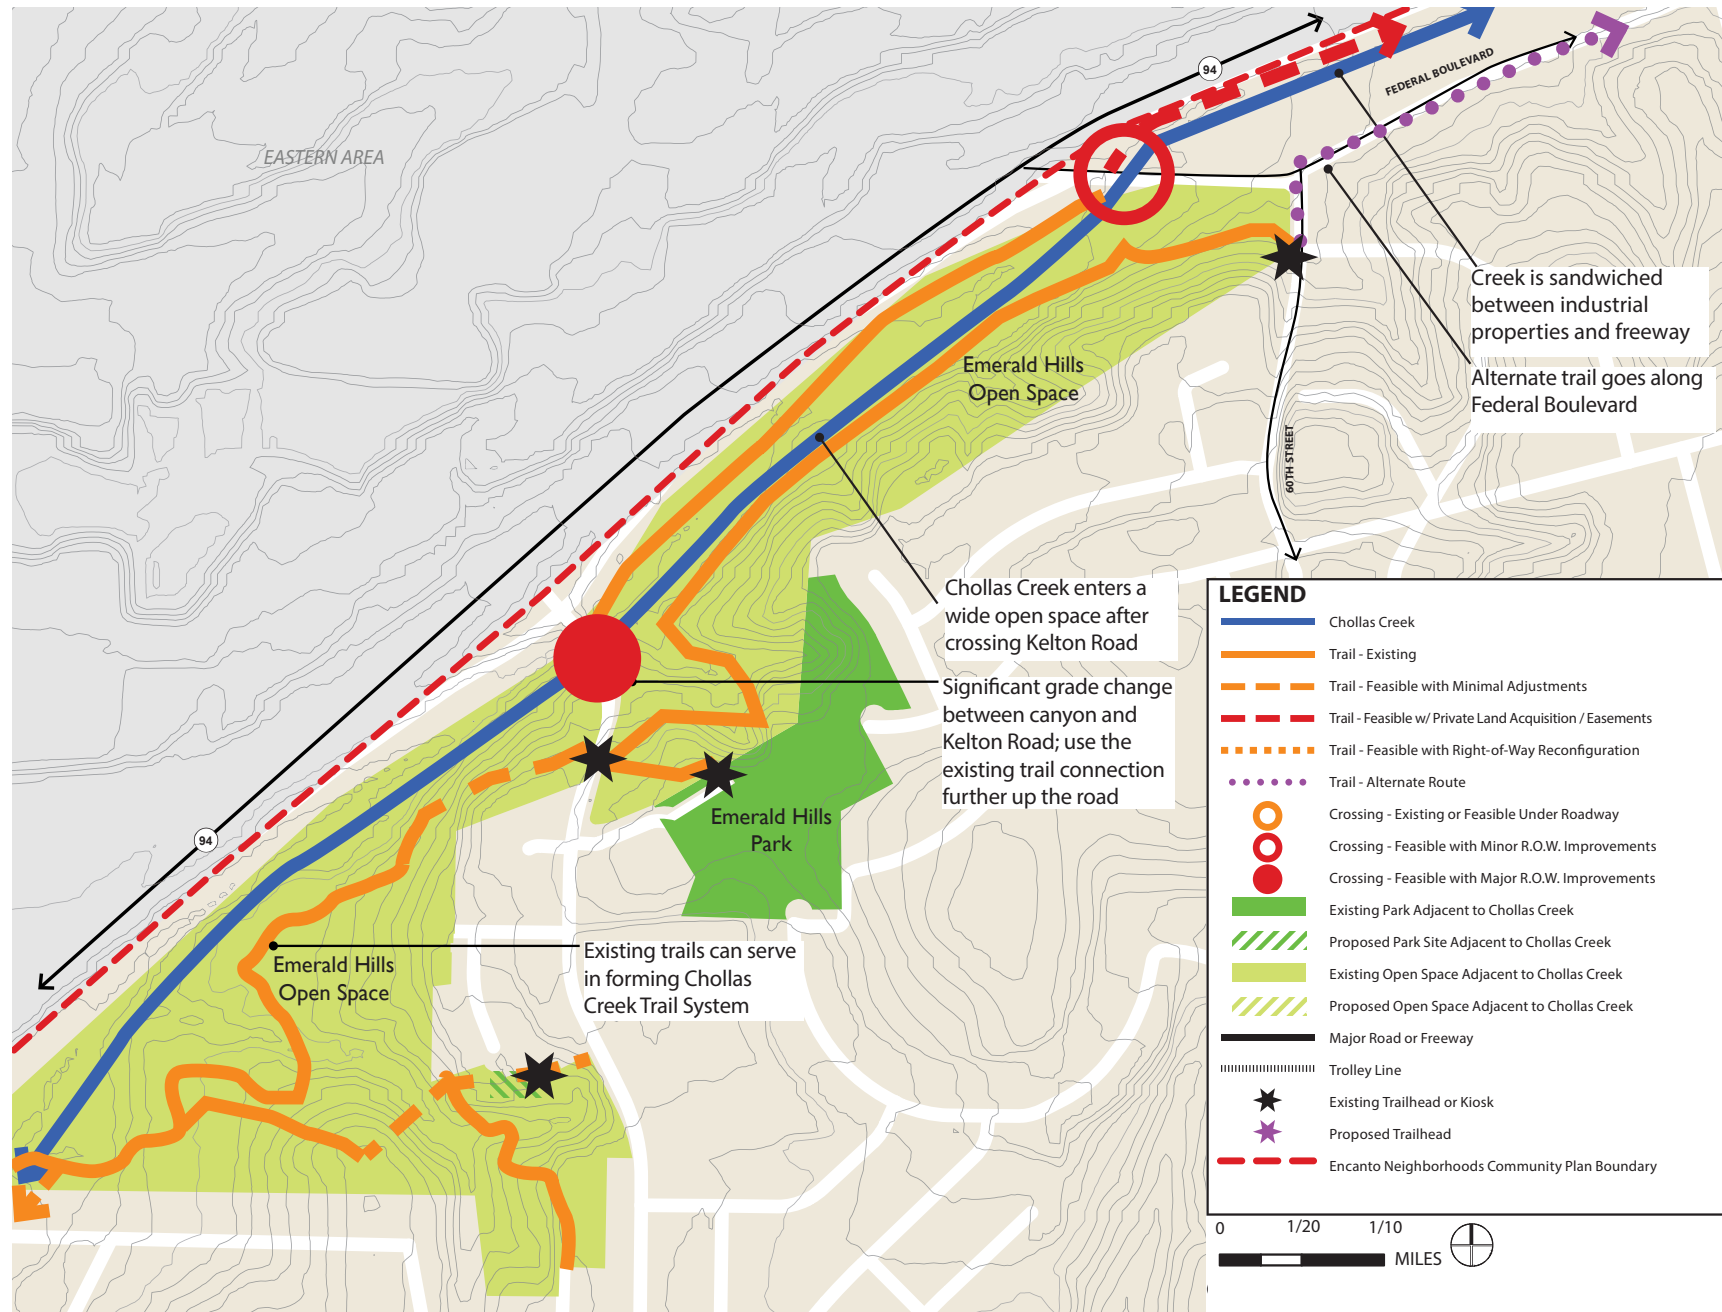 94
FEDERAL BOULEVARD
EASTERN AREA
Creek is sandwiched
between industrial
properties and freeway
Alternate trail goes along
Federal Boulevard
Emerald Hills
Open Space
60TH STREET
Chollas Creek enters a
wide open space after
crossing Kelton Road
Significant grade change
between canyon and
Kelton Road; use the
existing trail connection
further up the road
Emerald Hills
Park
94
Existing trails can serve
in forming Chollas
Creek Trail System
Emerald Hills
Open Space
LEGEND
Chollas Creek
Trail - Existing
Trail - Feasible with Minimal Adjustments
Trail - Feasible w/ Private Land Acquisition / Easements
Trail - Feasible with Right-of-Way Reconfiguration
Trail - Alternate Route
Crossing - Existing or Feasible Under Roadway
Crossing - Feasible with Minor R.O.W. Improvements
Crossing - Feasible with Major R.O.W. Improvements
Existing Park Adjacent to Chollas Creek
Proposed Park Site Adjacent to Chollas Creek
Existing Open Space Adjacent to Chollas Creek
Proposed Open Space Adjacent to Chollas Creek
Major Road or Freeway
Trolley Line
Existing Trailhead or Kiosk
Proposed Trailhead
Encanto Neighborhoods Community Plan Boundary
0 1/20 1/10
MILES